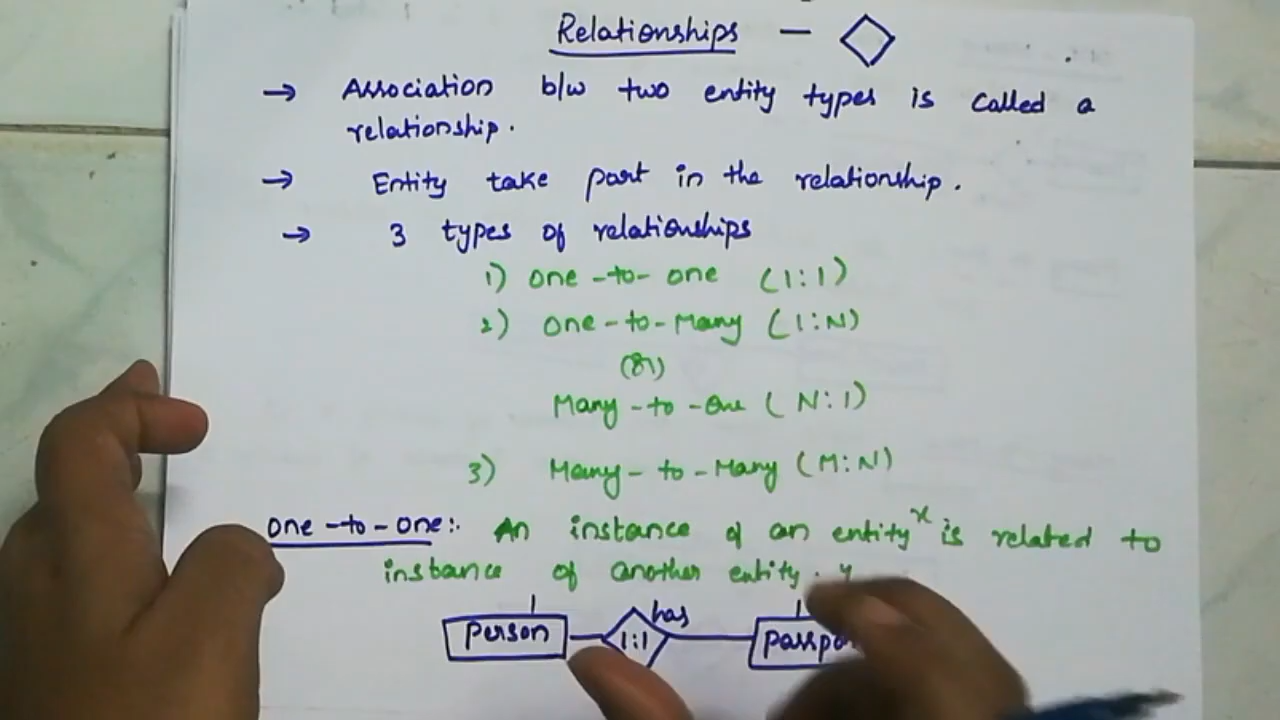 Relationships —
→ Association b/w two entity types is called a
relationship.
→ Entity take part in the relationship.
→ 3 types of relationships
1) one-to-one (1:1)
2) one-to-Many (1:N)
(or)
Many-to-one (N:1)
3) Many-to-Many (M:N)
one-to-one:- An instance of an entity x is related to
instance of another entity. y
1 has 1
Person 1:1 Passpo